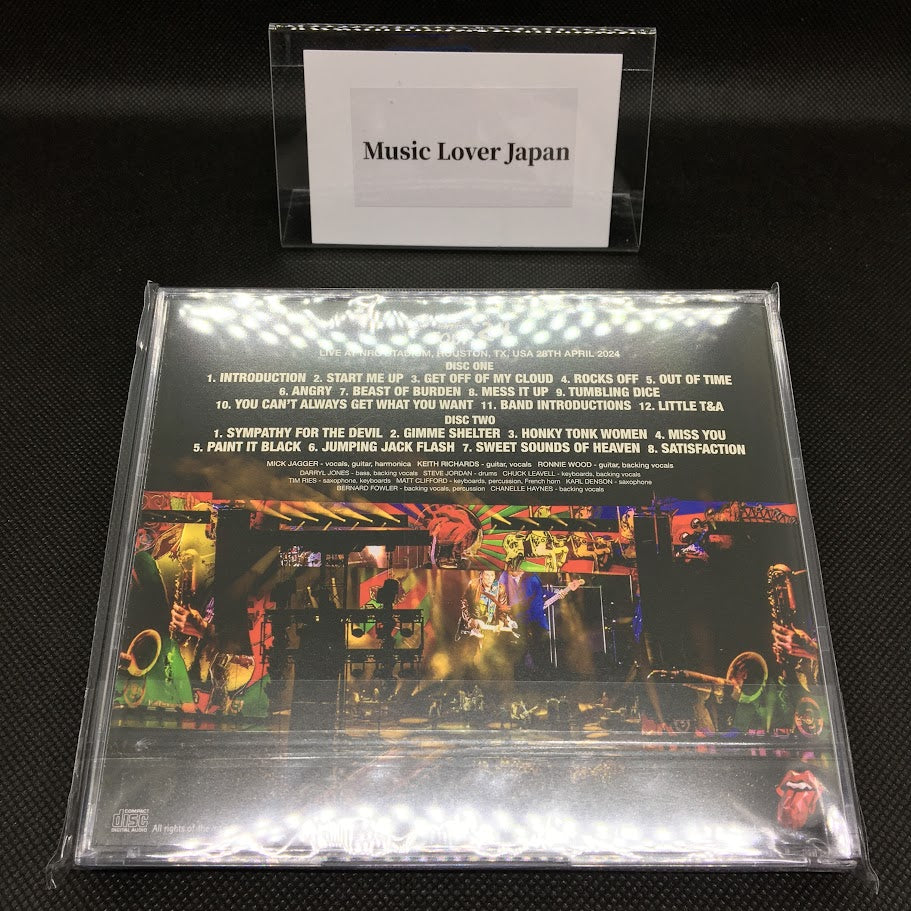 Music Lover Japan
LIVE AT NRG STADIUM, HOUSTON, TX, USA 28TH APRIL 2024
DISC ONE
1. INTRODUCTION 2. START ME UP 3. GET OFF OF MY CLOUD 4. ROCKS OFF 5. OUT OF TIME
6. ANGRY 7. BEAST OF BURDEN 8. MESS IT UP 9. TUMBLING DICE
10. YOU CAN'T ALWAYS GET WHAT YOU WANT 11. BAND INTRODUCTIONS 12. LITTLE T&A
DISC TWO
1. SYMPATHY FOR THE DEVIL 2. GIMME SHELTER 3. HONKY TONK WOMEN 4. MISS YOU
5. PAINT IT BLACK 6. JUMPING JACK FLASH 7. SWEET SOUNDS OF HEAVEN 8. SATISFACTION
MICK JAGGER - vocals, guitar, harmonica KEITH RICHARDS - guitar, vocals RONNIE WOOD - guitar, backing vocals
DARRYL JONES - bass, backing vocals STEVE JORDAN - drums CHUCK LEAVELL - keyboards, backing vocals
TIM RIES - saxophone, keyboards MATT CLIFFORD - keyboards, percussion, French horn KARL DENSON - saxophone
BERNARD FOWLER - backing vocals, percussion CHANELLE HAYNES - backing vocals
COMPACT
disc
DIGITAL AUDIO
All rights of the